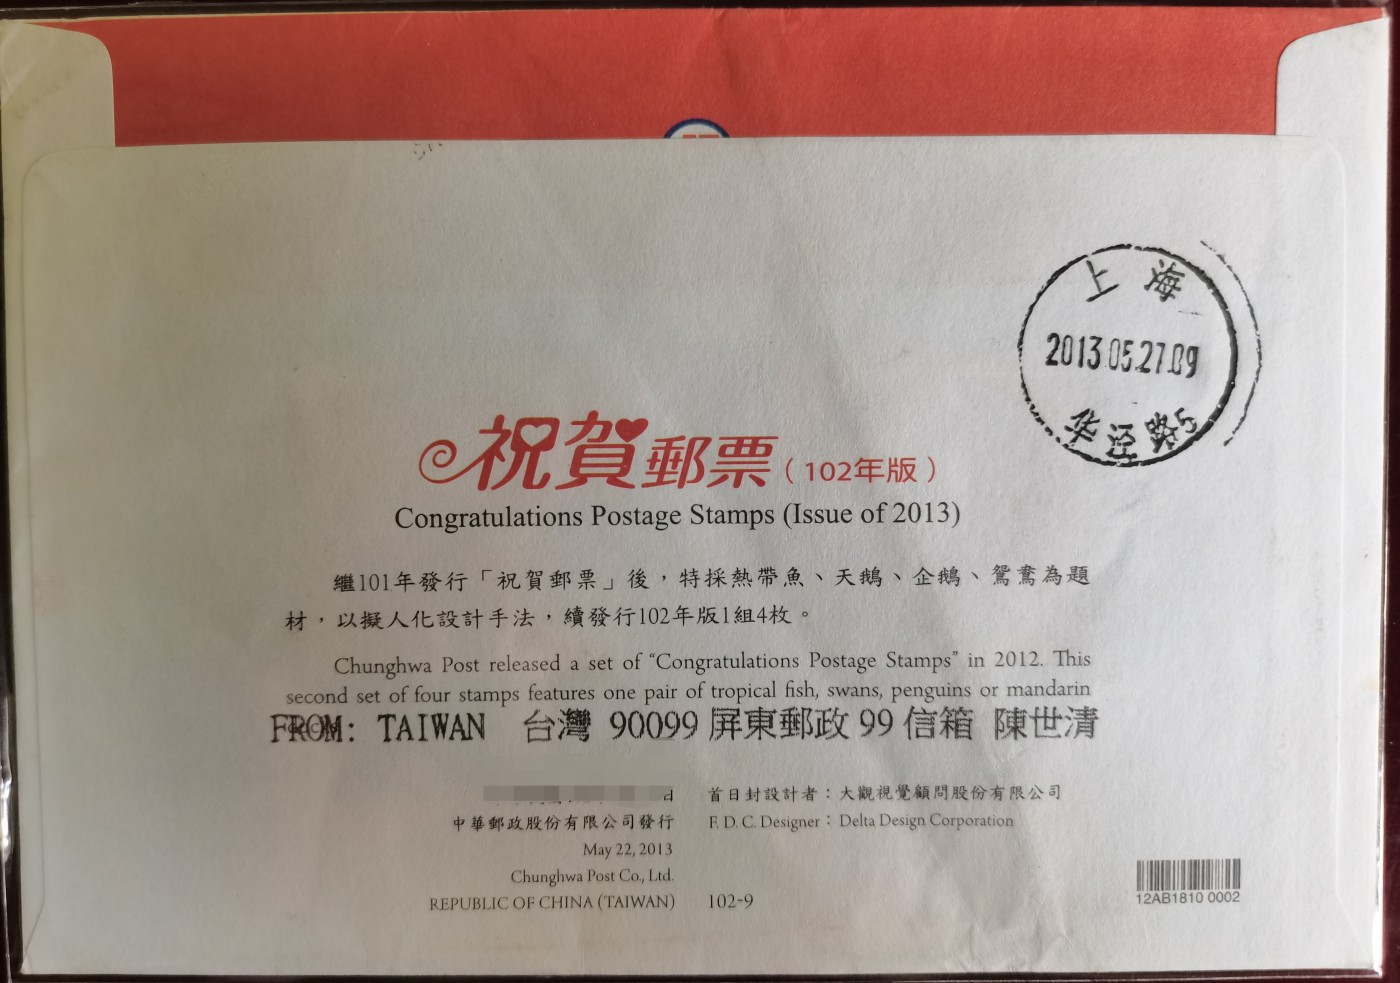 上海
2013.05.27.09
华泾路5
祝賀郵票（102年版）
Congratulations Postage Stamps (Issue of 2013)
繼101年發行「祝賀郵票」後，特採熱帶魚、天鵝、企鵝、鴛鴦為題
材，以擬人化設計手法，續發行102年版1組4枚。
Chunghwa Post released a set of “Congratulations Postage Stamps” in 2012. This
second set of four stamps features one pair of tropical fish, swans, penguins or mandarin
FROM: TAIWAN 台灣 90099 屏東郵政 99 信箱 陳世清
日
中華郵政股份有限公司發行
May 22, 2013
Chunghwa Post Co., Ltd.
REPUBLIC OF CHINA (TAIWAN)
首日封設計者：大觀視覺顧問股份有限公司
F. D. C. Designer： Delta Design Corporation
102-9
12AB1810 0002